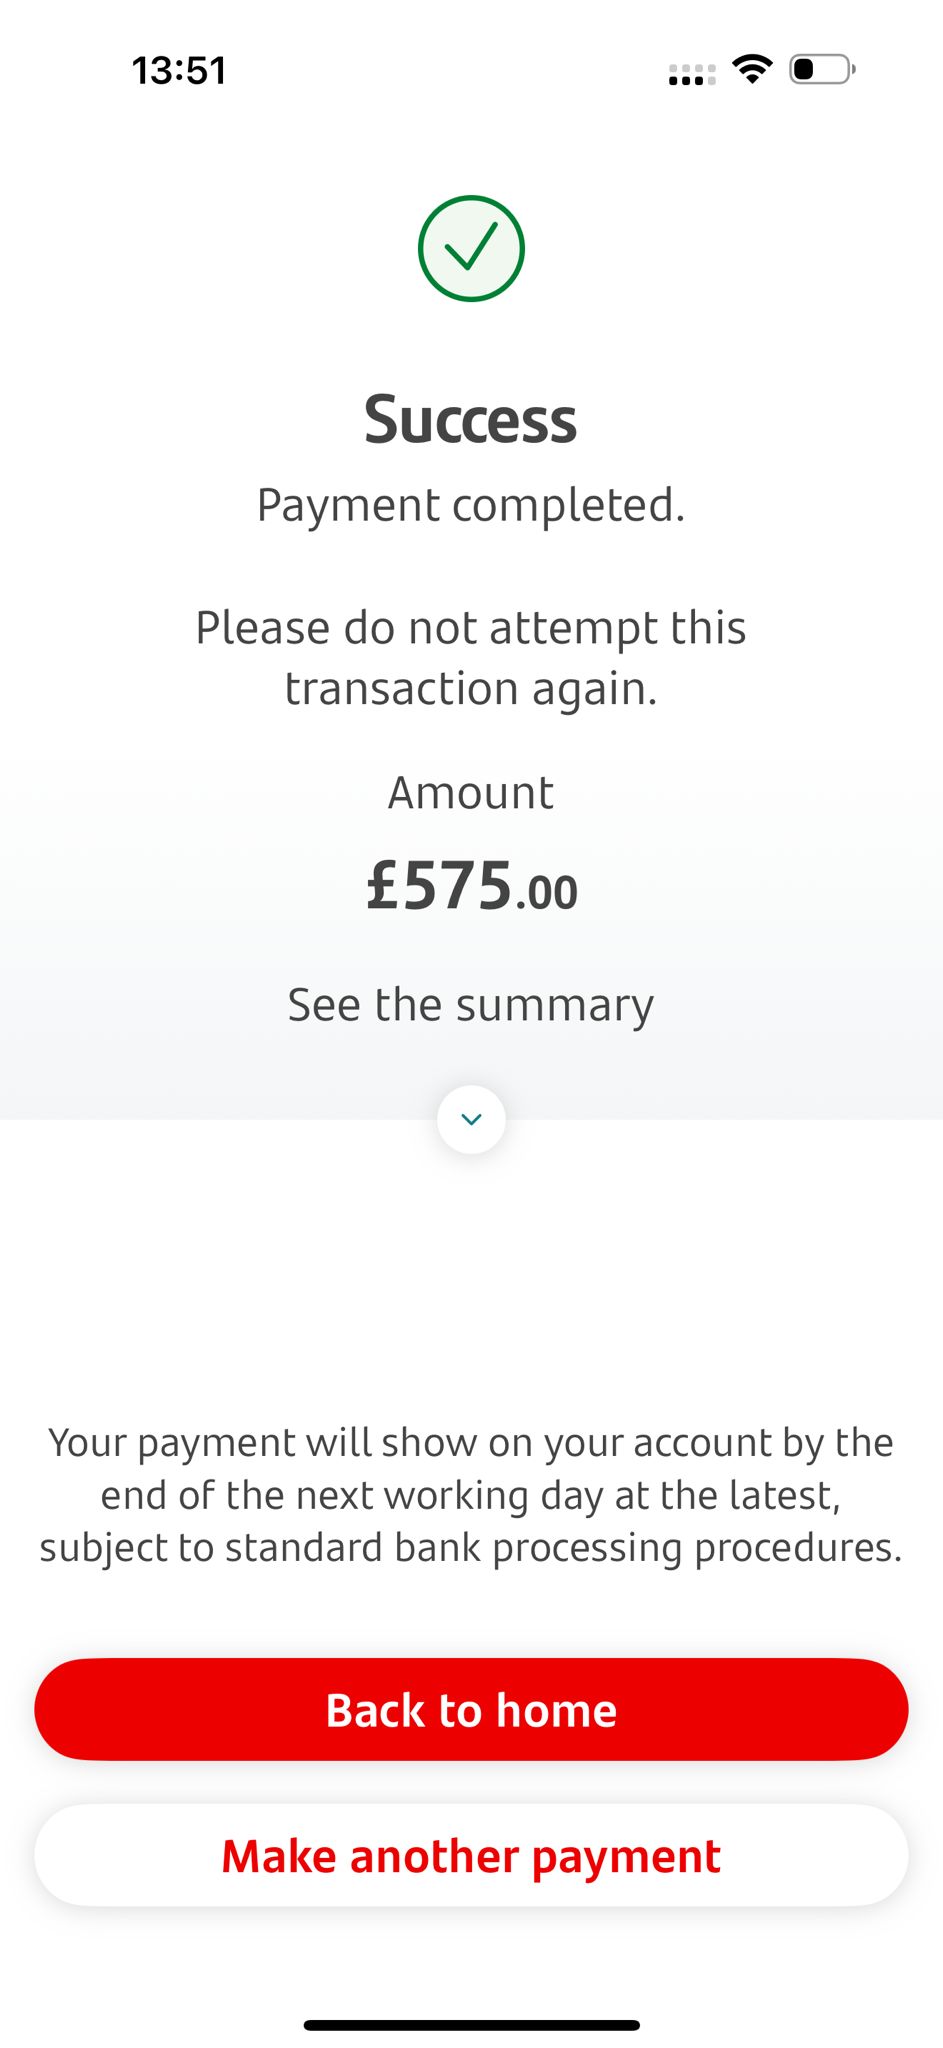 13:51
Success
Payment completed.
Please do not attempt this
transaction again.
Amount
£575.00
See the summary
Your payment will show on your account by the
end of the next working day at the latest,
subject to standard bank processing procedures.
Back to home
Make another payment